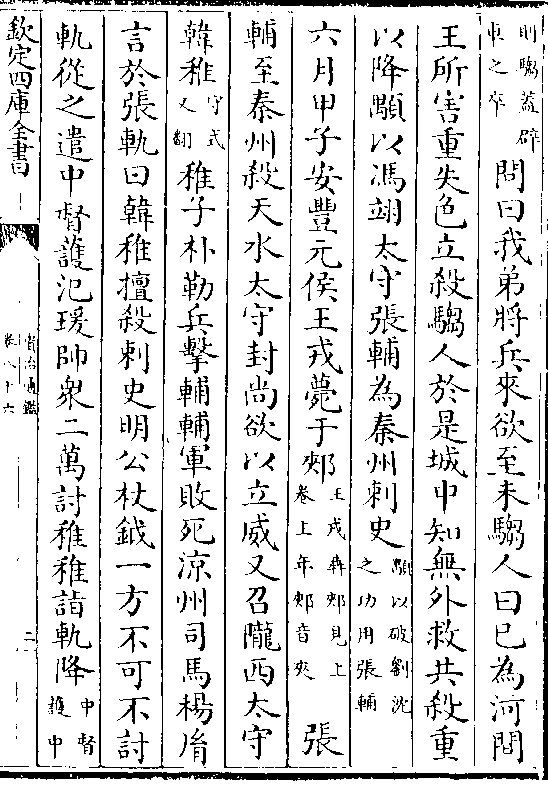 則騶蓋辟車之卒問曰我弟將兵來欲至未騶人曰已為河間
王所害重失色立殺騶人於是城中知無外救共殺重
以降顒以馮翊太守張輔為秦州刺史顒以破劉沈之功用張輔
六月甲子安豐元侯王戎薨于郟王戎奔郟見上卷上年郟音夾張
輔至秦州殺天水太守封尚欲以立威又召隴西太守
韓稚守式又翻稚子朴勒兵擊輔輔軍敗死涼州司馬楊胤
言於張軌曰韓稚擅殺刺史明公杖鉞一方不可不討
軌從之遣中督護氾瑗帥衆二萬討稚稚詣軌降中督護中
欽定四庫全書
資治通鑑
卷八十六
二